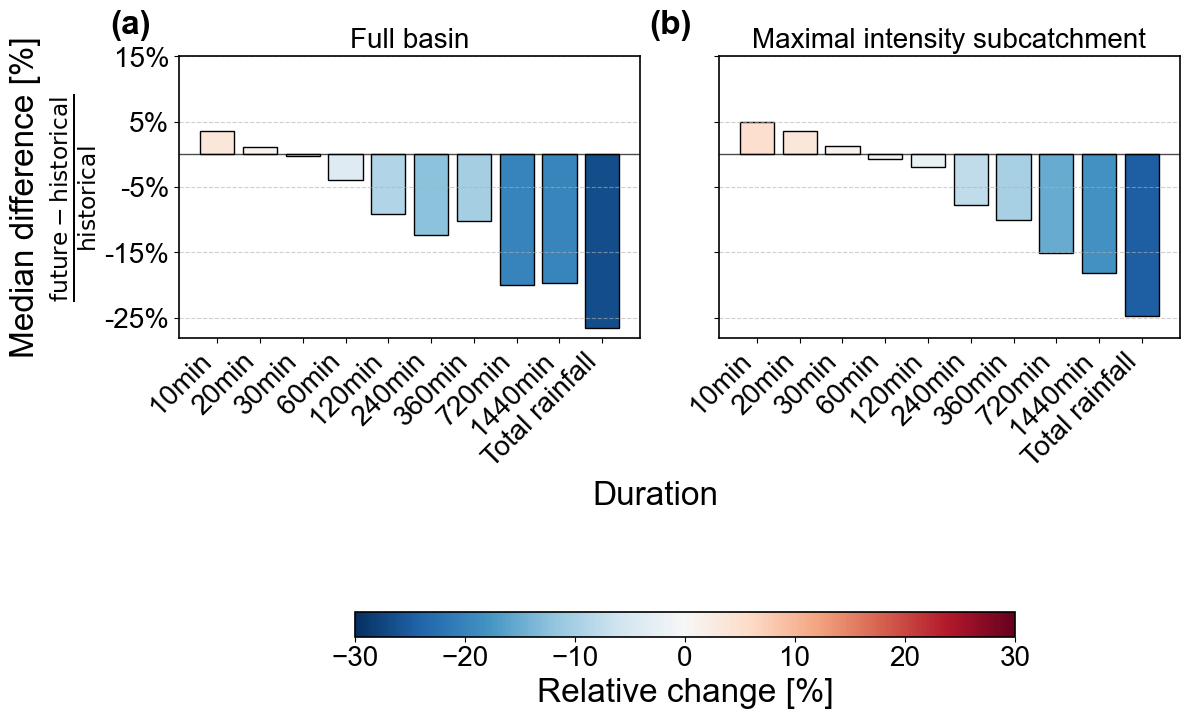 (a)
Full basin
(b)
Maximal intensity subcatchment
Median difference [%]
future − historical
historical
15%
5%
-5%
-15%
-25%
10min
20min
30min
60min
120min
240min
360min
720min
1440min
Total rainfall
10min
20min
30min
60min
120min
240min
360min
720min
1440min
Total rainfall
Duration
−30
−20
−10
0
10
20
30
Relative change [%]